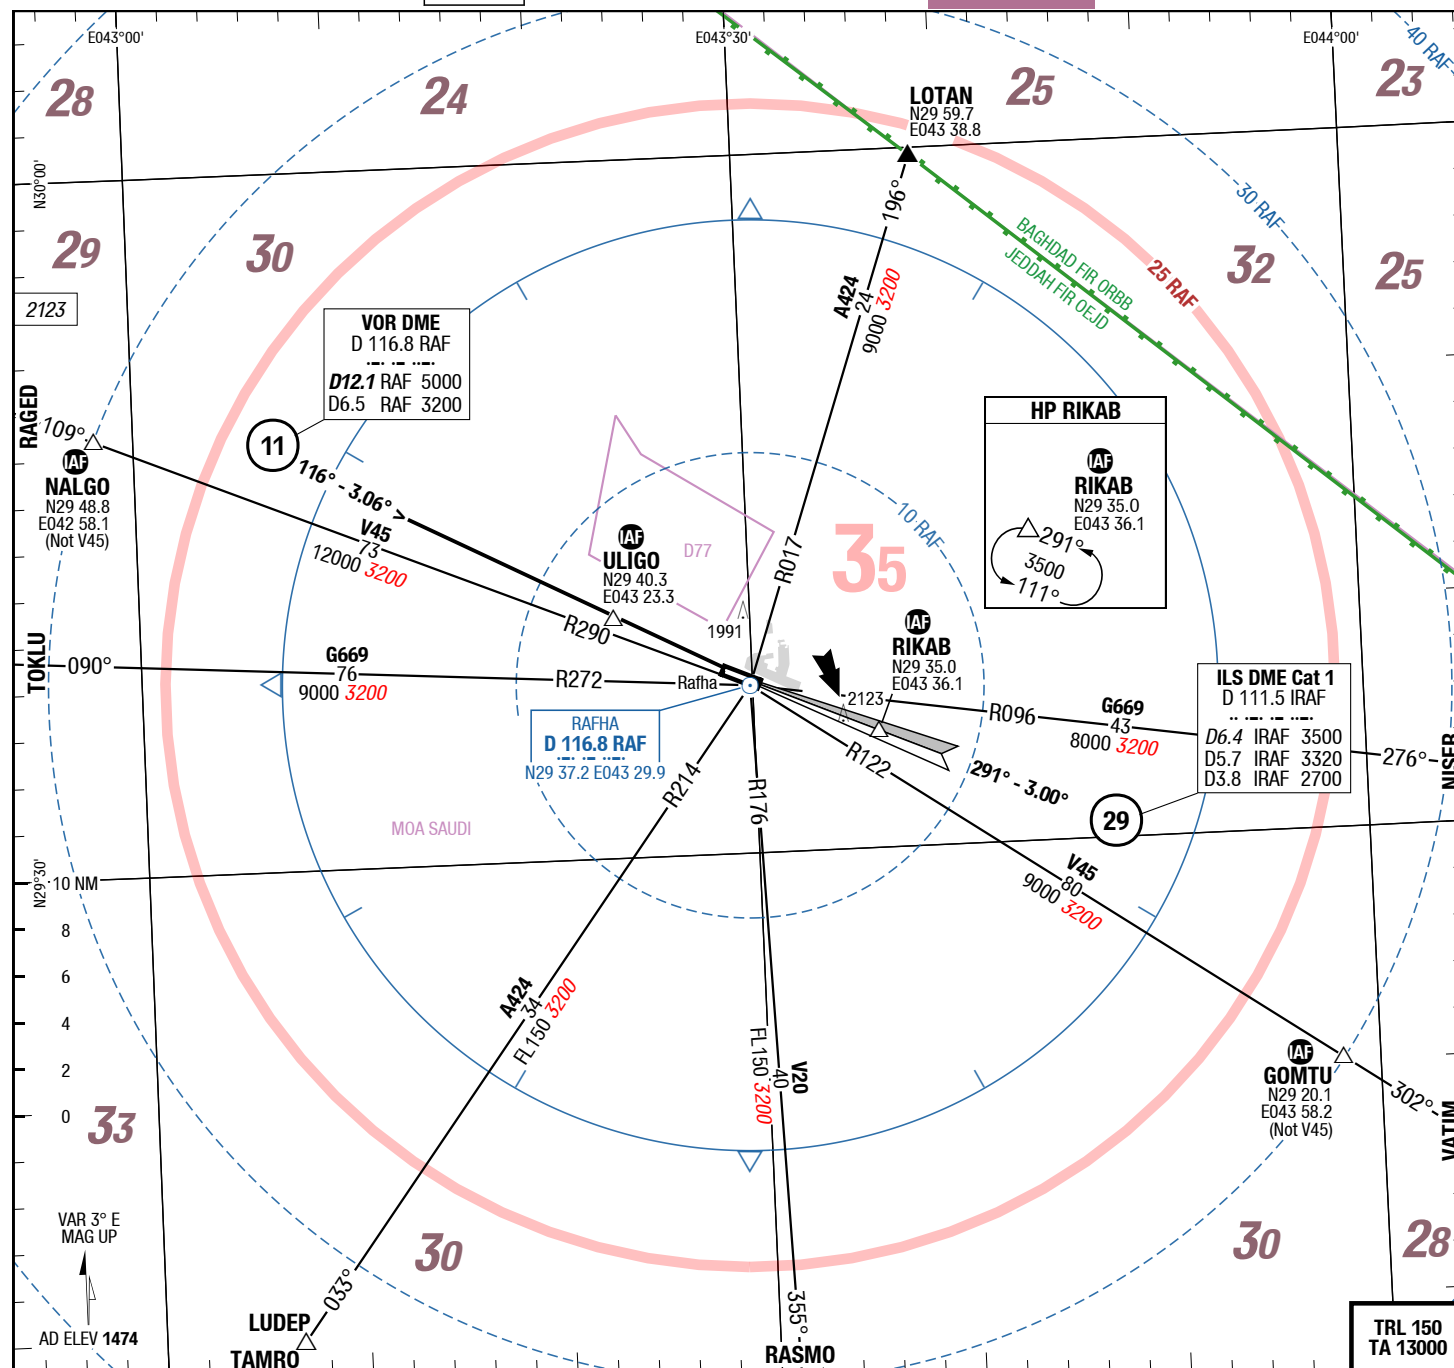 E043°00'
E043°30'
E044°00'
40 RAF
28
24
25
23
LOTAN
N29 59.7
E043 38.8
N30°00'
196°
30 RAF
29
30
BAGHDAD FIR ORBB
JEDDAH FIR OEJD
25 RAF
32
25
2123
A424
24
9000 3200
VOR DME
D 116.8 RAF
D12.1 RAF 5000
D6.5 RAF 3200
RAGED
109°
11
116° - 3.06° >
IAF
NALGO
N29 48.8
E042 58.1
(Not V45)
V45
73
12000 3200
HP RIKAB
IAF
RIKAB
N29 35.0
E043 36.1
291°
3500
111°
10 RAF
35
IAF
ULIGO
N29 40.3
E043 23.3
D77
R017
1991
R290
IAF
RIKAB
N29 35.0
E043 36.1
TOKLU
090°
G669
76
9000 3200
R272
Rafha
2123
R096
G669
43
8000 3200
ILS DME Cat 1
D 111.5 IRAF
D6.4 IRAF 3500
D5.7 IRAF 3320
D3.8 IRAF 2700
276°
NISER
RAFHA
D 116.8 RAF
N29 37.2 E043 29.9
R122
291° - 3.00°
29
R214
R176
MOA SAUDI
N29°30'
10 NM
8
6
4
2
0
V45
80
9000 3200
A424
34
FL150 3200
V20
40
FL150 3200
IAF
GOMTU
N29 20.1
E043 58.2
(Not V45)
302°
VATIM
33
VAR 3° E
MAG UP
30
30
28
033°
355°
AD ELEV 1474
LUDEP
TAMRO
RASMO
TRL 150
TA 13000